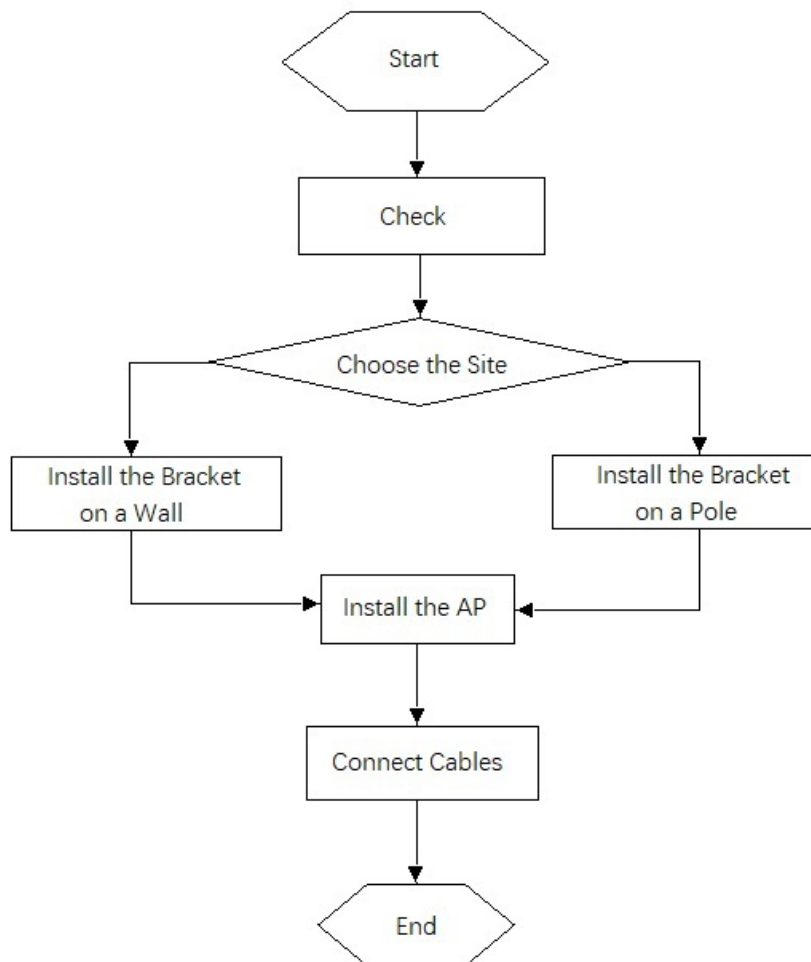 Start
Check
Choose the Site
Install the Bracket
on a Wall
Install the Bracket
on a Pole
Install the AP
Connect Cables
End